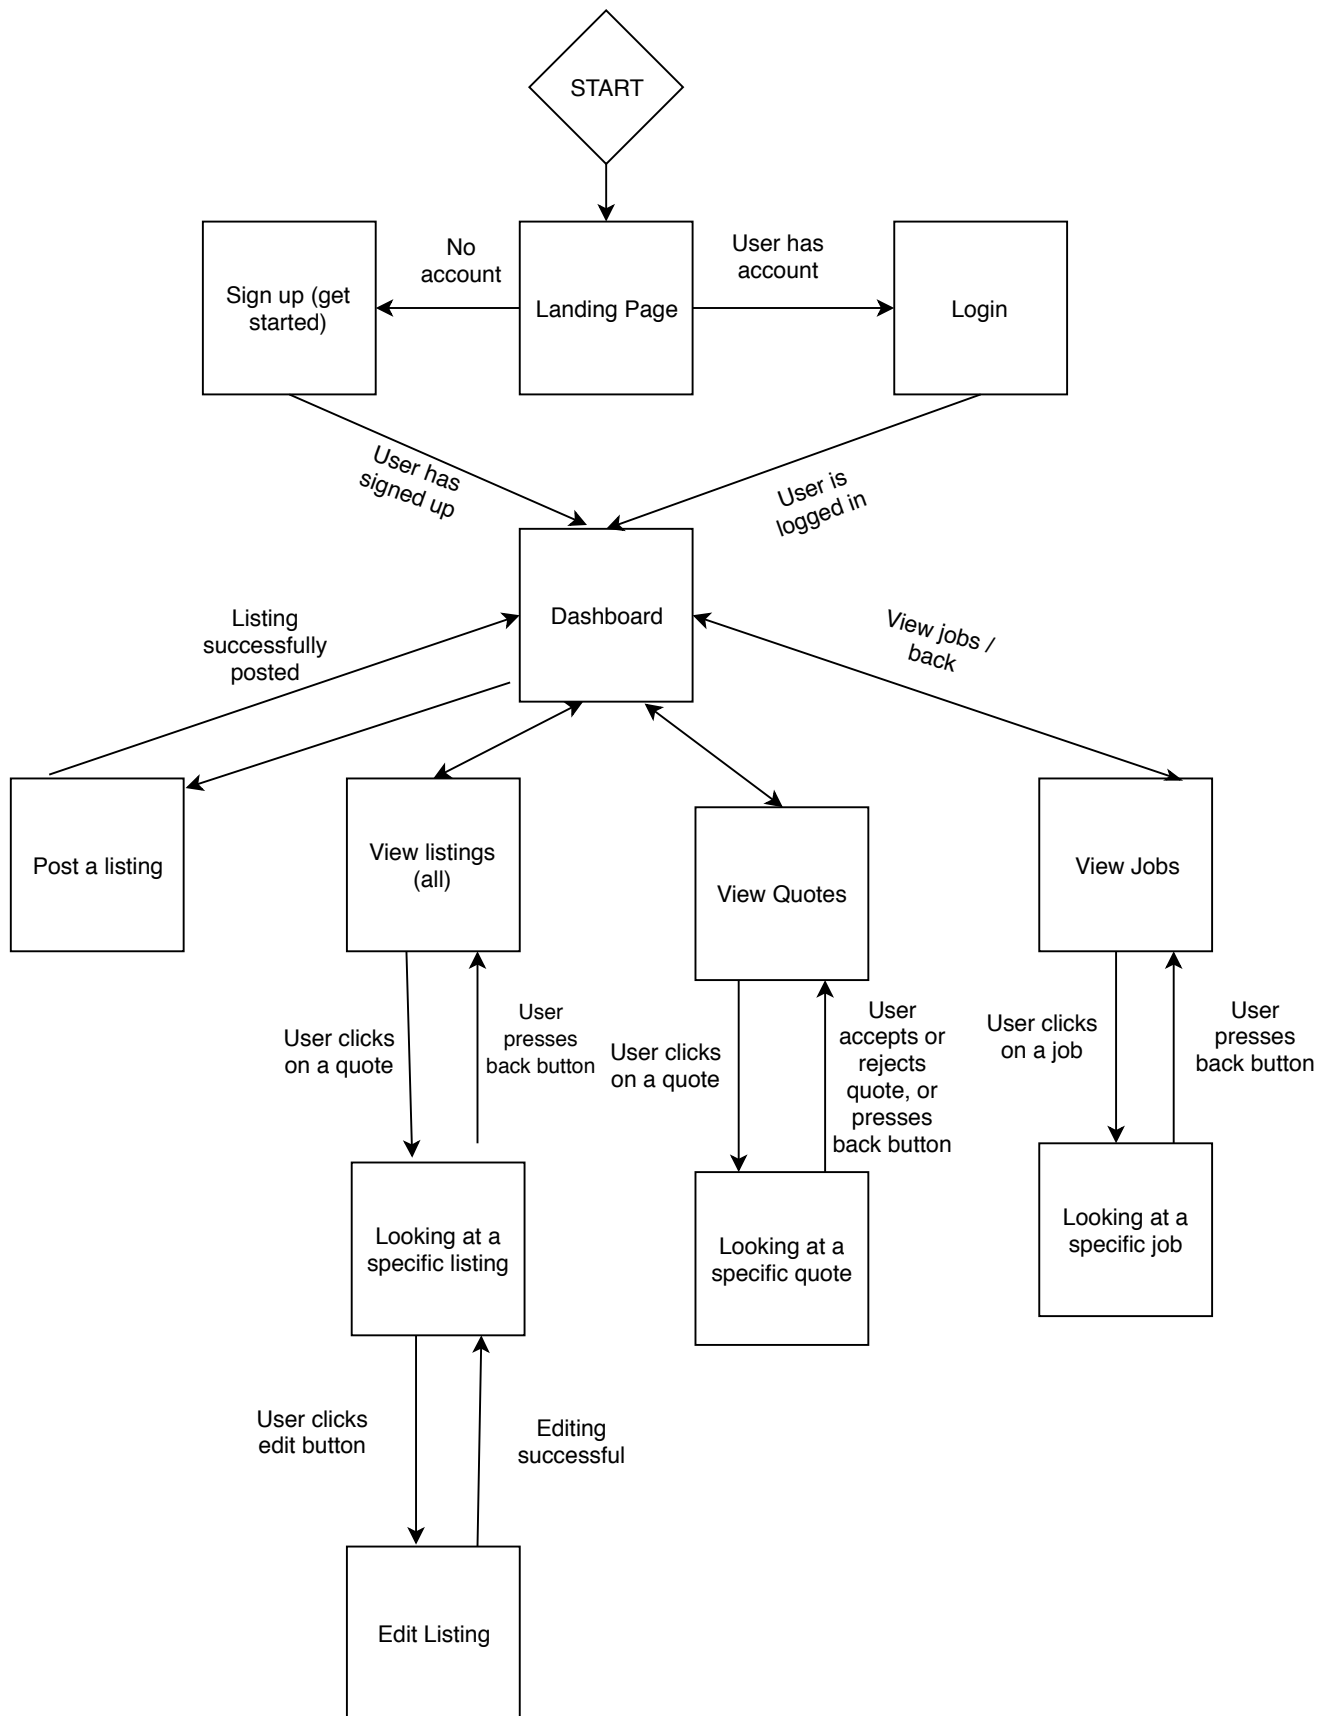 START
No
account
User has
account
Sign up (get
started)
Landing Page
Login
User has
signed up
User is
logged in
Listing
successfully
posted
Dashboard
View jobs /
back
Post a listing
View listings
(all)
View Quotes
View Jobs
User clicks
on a quote
User
presses
back button
User clicks
on a quote
User
accepts or
rejects
quote, or
presses
back button
User clicks
on a job
User
presses
back button
Looking at a
specific listing
Looking at a
specific quote
Looking at a
specific job
User clicks
edit button
Editing
successful
Edit Listing